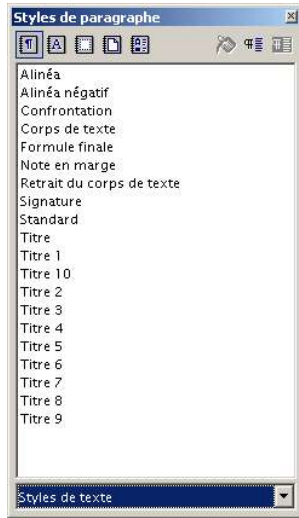 Styles de paragraphe
Alinéa
Alinéa négatif
Confrontation
Corps de texte
Formule finale
Note en marge
Retrait du corps de texte
Signature
Standard
Titre
Titre 1
Titre 10
Titre 2
Titre 3
Titre 4
Titre 5
Titre 6
Titre 7
Titre 8
Titre 9
Styles de texte